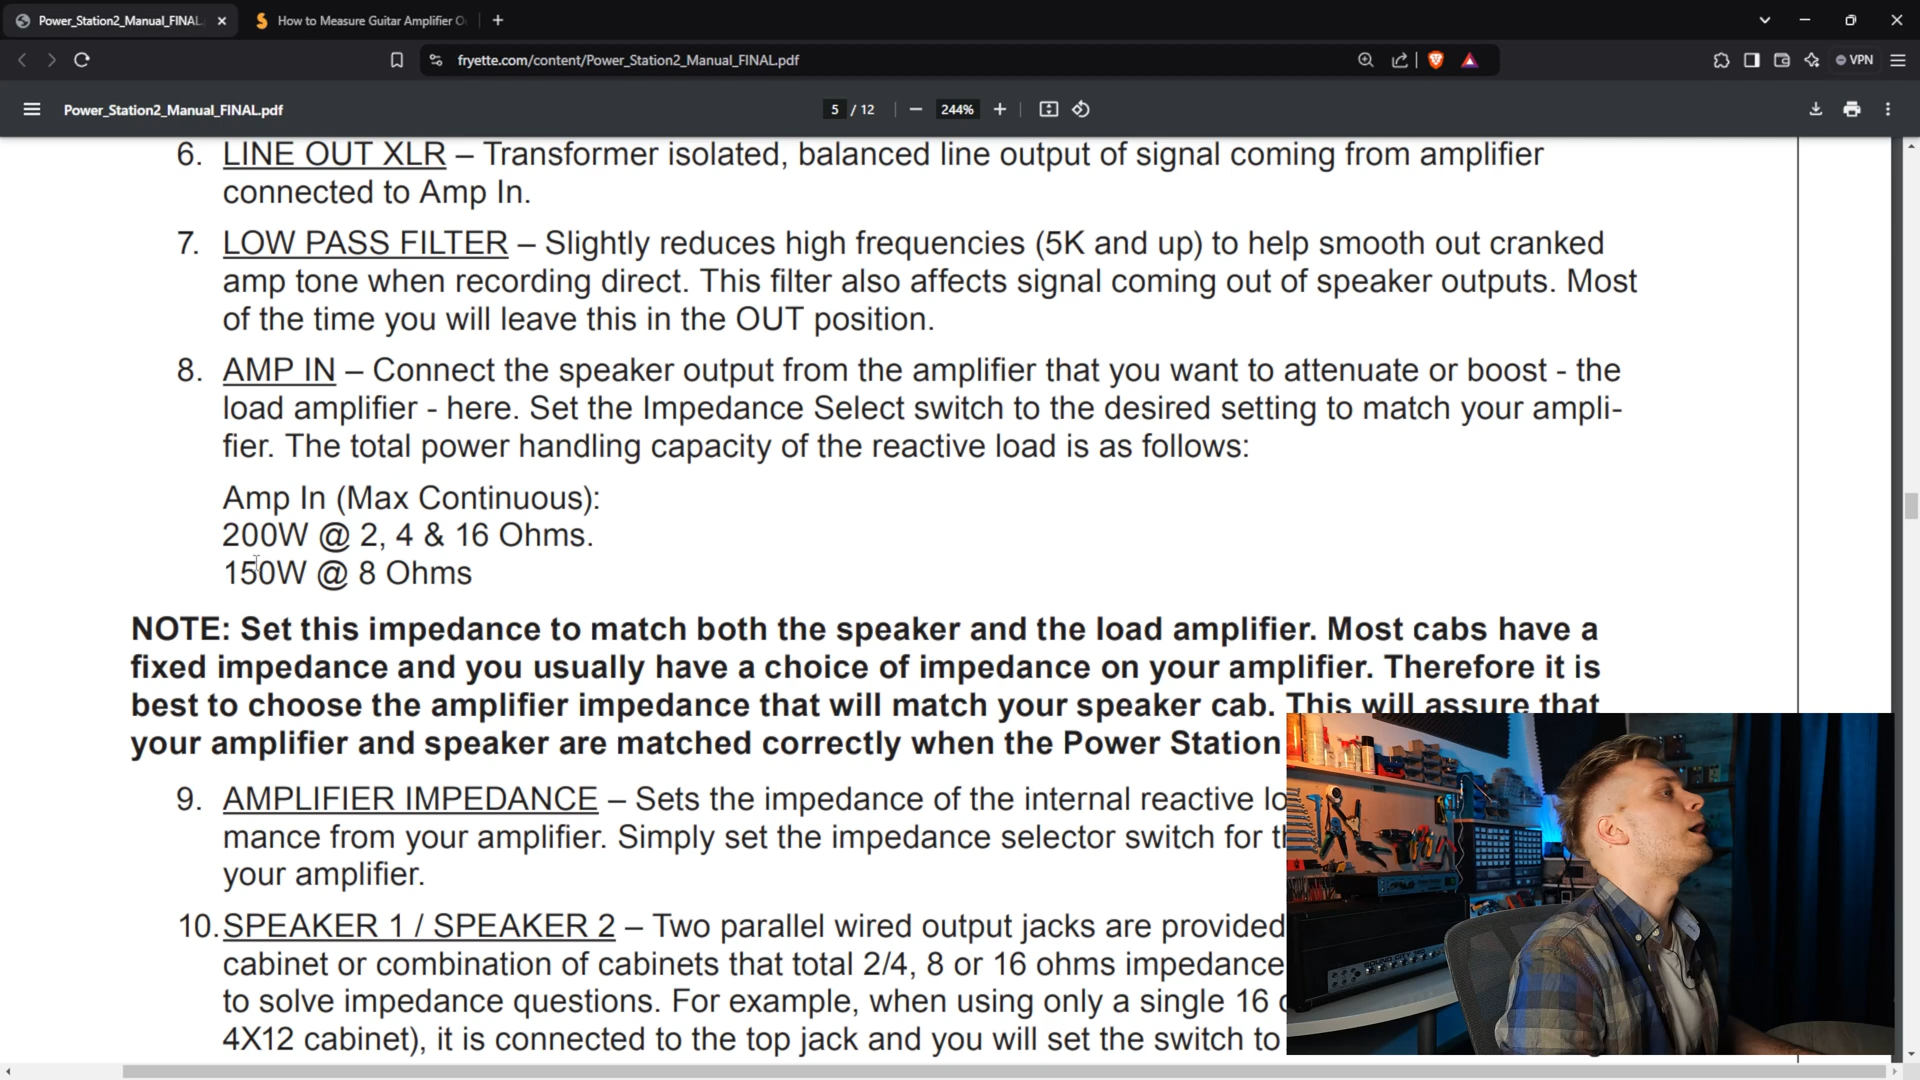 Power_Station2_Manual_FINAL
How to Measure Guitar Amplifier O
fryette.com/content/Power_Station2_Manual_FINAL.pdf
VPN
Power_Station2_Manual_FINAL.pdf
5 / 12
244%
6. LINE OUT XLR – Transformer isolated, balanced line output of signal coming from amplifier
connected to Amp In.
7. LOW PASS FILTER – Slightly reduces high frequencies (5K and up) to help smooth out cranked
amp tone when recording direct. This filter also affects signal coming out of speaker outputs. Most
of the time you will leave this in the OUT position.
8. AMP IN – Connect the speaker output from the amplifier that you want to attenuate or boost - the
load amplifier - here. Set the Impedance Select switch to the desired setting to match your ampli-
fier. The total power handling capacity of the reactive load is as follows:
Amp In (Max Continuous):
200W @ 2, 4 & 16 Ohms.
150W @ 8 Ohms
NOTE: Set this impedance to match both the speaker and the load amplifier. Most cabs have a
fixed impedance and you usually have a choice of impedance on your amplifier. Therefore it is
best to choose the amplifier impedance that will match your speaker cab. This will assure that
your amplifier and speaker are matched correctly when the Power Station
9. AMPLIFIER IMPEDANCE – Sets the impedance of the internal reactive lo
mance from your amplifier. Simply set the impedance selector switch for th
your amplifier.
10. SPEAKER 1 / SPEAKER 2 – Two parallel wired output jacks are provided
cabinet or combination of cabinets that total 2/4, 8 or 16 ohms impedance
to solve impedance questions. For example, when using only a single 16 o
4X12 cabinet), it is connected to the top jack and you will set the switch to